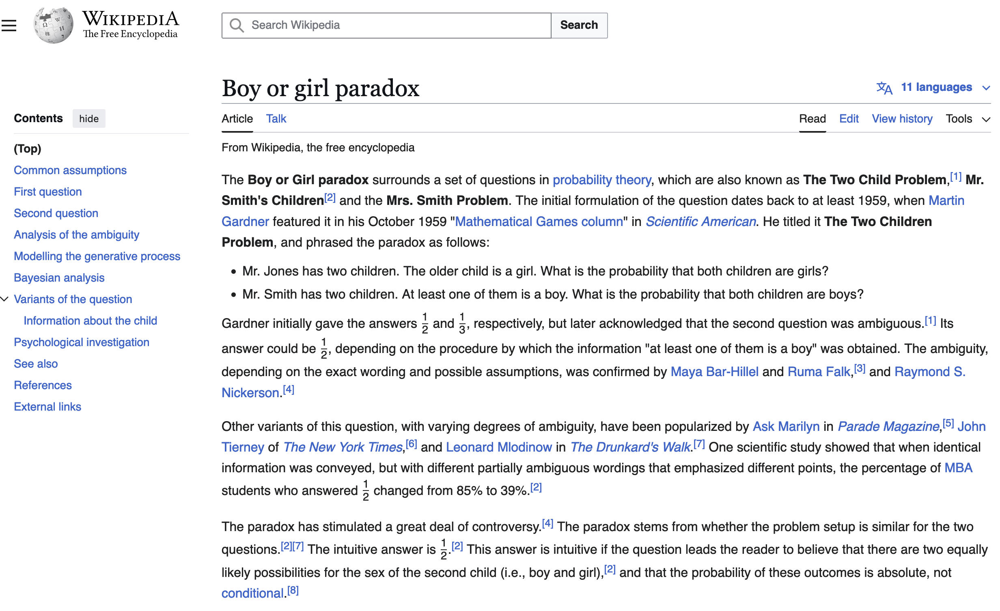 WIKIPEDIA
The Free Encyclopedia
Search Wikipedia
Search
Boy or girl paradox
11 languages
Contents
hide
(Top)
Common assumptions
First question
Second question
Analysis of the ambiguity
Modelling the generative process
Bayesian analysis
Variants of the question
Information about the child
Psychological investigation
See also
References
External links
Article
Talk
Read
Edit
View history
Tools
From Wikipedia, the free encyclopedia
The Boy or Girl paradox surrounds a set of questions in probability theory, which are also known as The Two Child Problem,[1] Mr.
Smith's Children[2] and the Mrs. Smith Problem. The initial formulation of the question dates back to at least 1959, when Martin
Gardner featured it in his October 1959 "Mathematical Games column" in Scientific American. He titled it The Two Children
Problem, and phrased the paradox as follows:
• Mr. Jones has two children. The older child is a girl. What is the probability that both children are girls?
• Mr. Smith has two children. At least one of them is a boy. What is the probability that both children are boys?
Gardner initially gave the answers 1/2 and 1/3, respectively, but later acknowledged that the second question was ambiguous.[1] Its
answer could be 1/2, depending on the procedure by which the information "at least one of them is a boy" was obtained. The ambiguity,
depending on the exact wording and possible assumptions, was confirmed by Maya Bar-Hillel and Ruma Falk,[3] and Raymond S.
Nickerson.[4]
Other variants of this question, with varying degrees of ambiguity, have been popularized by Ask Marilyn in Parade Magazine,[5] John
Tierney of The New York Times,[6] and Leonard Mlodinow in The Drunkard's Walk.[7] One scientific study showed that when identical
information was conveyed, but with different partially ambiguous wordings that emphasized different points, the percentage of MBA
students who answered 1/2 changed from 85% to 39%.[2]
The paradox has stimulated a great deal of controversy.[4] The paradox stems from whether the problem setup is similar for the two
questions.[2][7] The intuitive answer is 1/2.[2] This answer is intuitive if the question leads the reader to believe that there are two equally
likely possibilities for the sex of the second child (i.e., boy and girl),[2] and that the probability of these outcomes is absolute, not
conditional.[8]